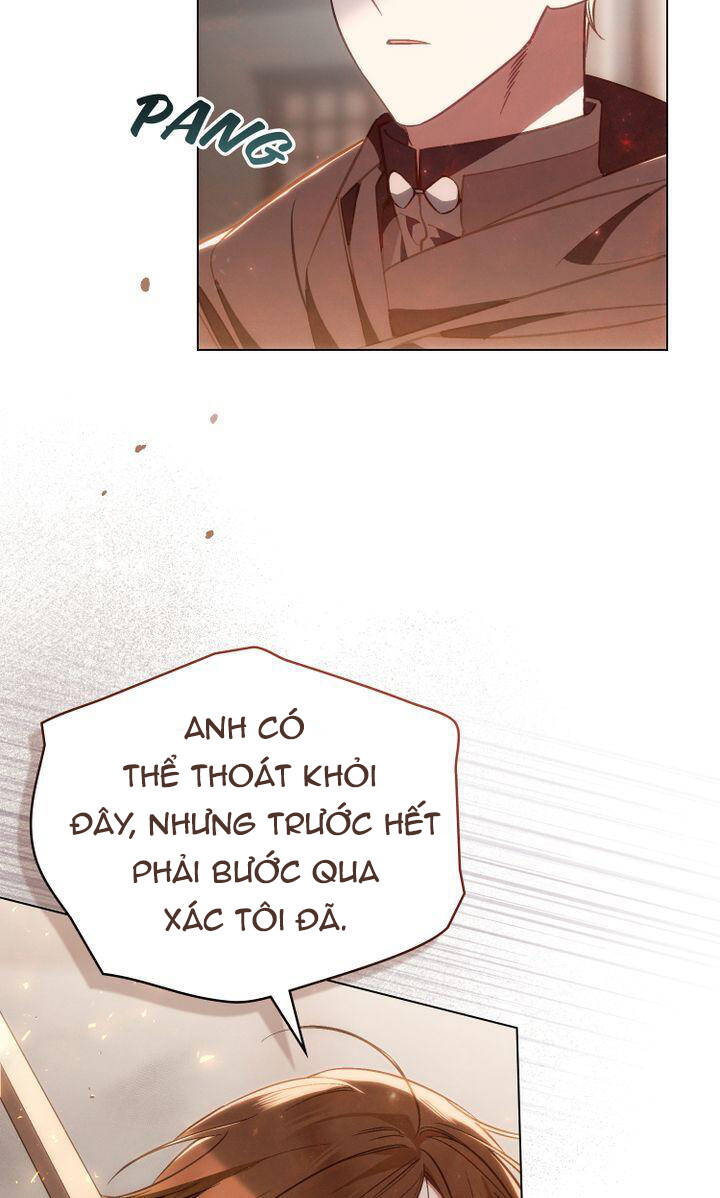 PANG
ANH CÓ
THỂ THOÁT KHỎI
ĐÂY, NHƯNG TRƯỚC HẾT
PHẢI BƯỚC QUA
XÁC TÔI ĐÃ.